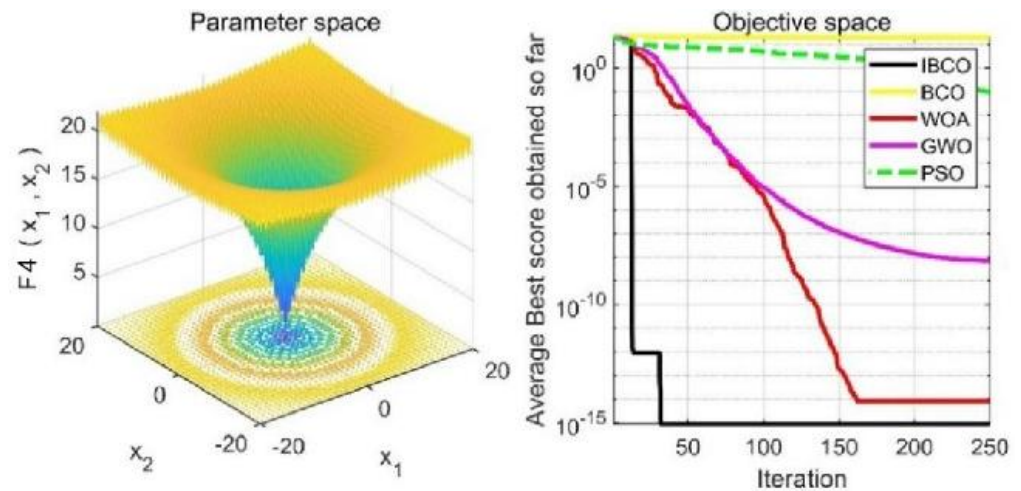 Parameter space
F4 ( x₁ , x₂ )
20
15
10
5
20
0
-20
x₂
-20
0
20
x₁
Objective space
Average Best score obtained so far
10⁰
10⁻⁵
10⁻¹⁰
10⁻¹⁵
IBCO
BCO
WOA
GWO
PSO
50
100
150
200
250
Iteration